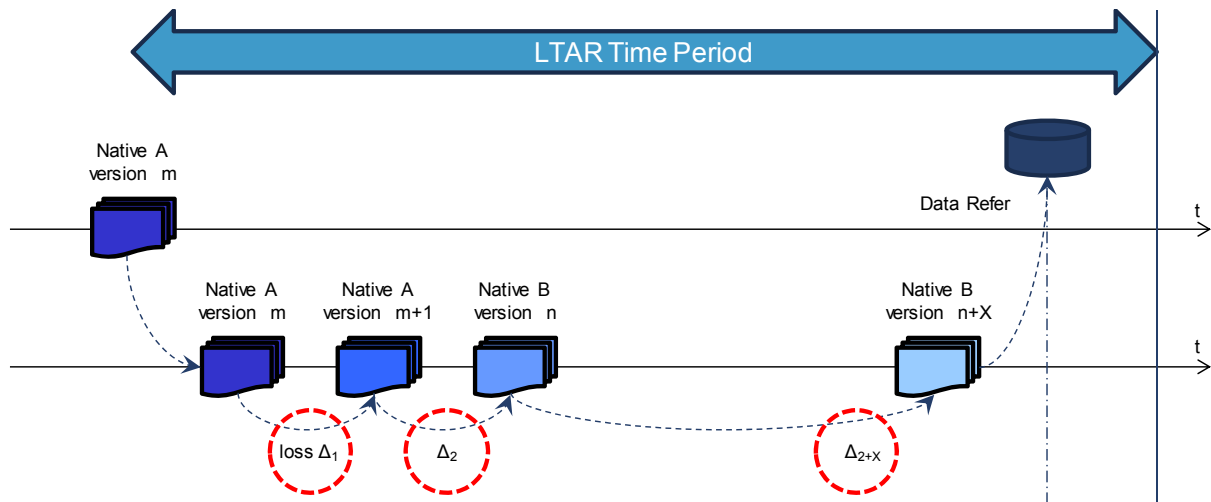 LTAR Time Period
Native A
version m
Data Refer
t
Native A
version m
Native A
version m+1
Native B
version n
Native B
version n+X
t
loss Δ₁
Δ₂
Δ₂₊ₓ